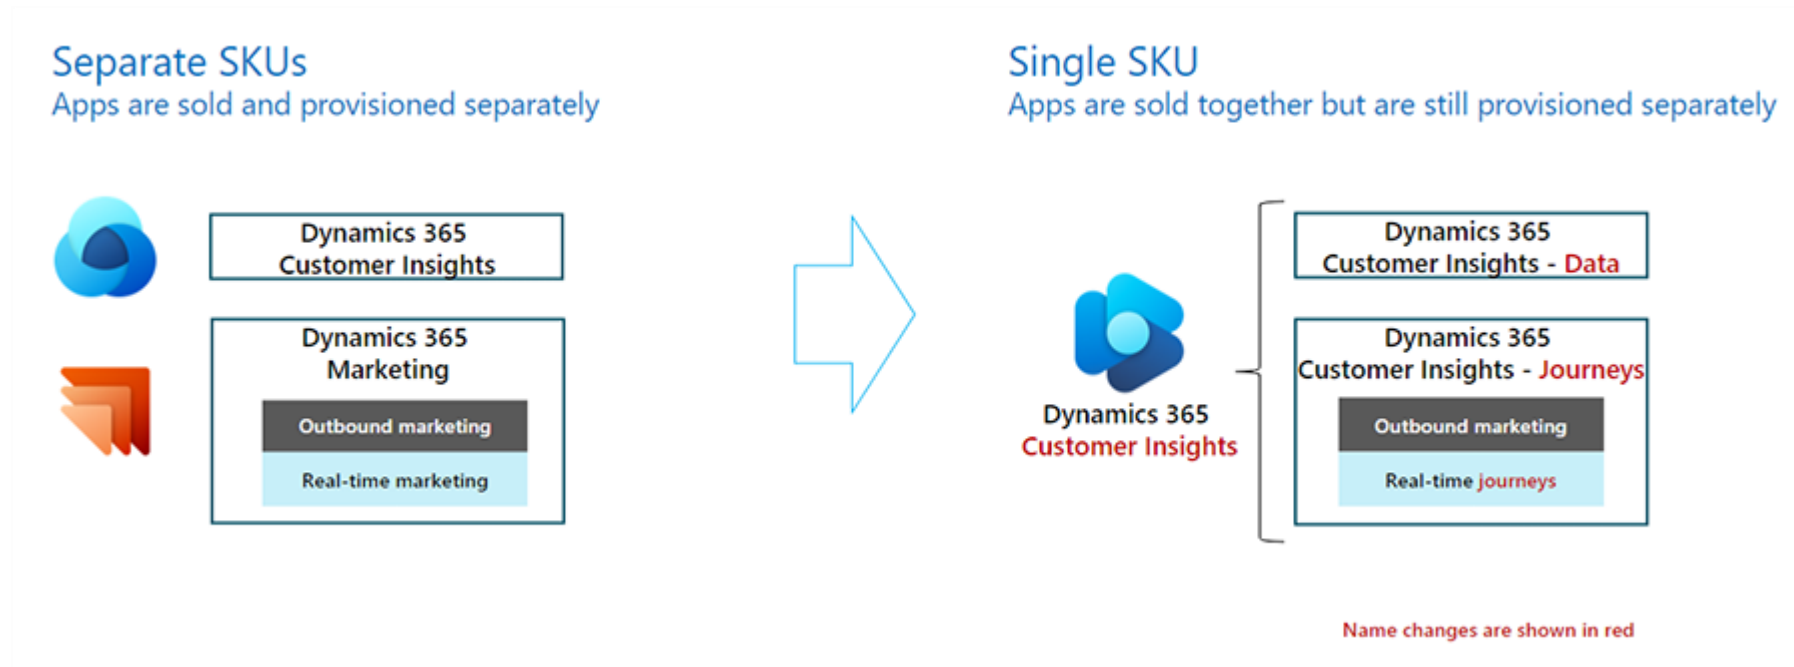 Separate SKUs
Apps are sold and provisioned separately
Dynamics 365
Customer Insights
Dynamics 365
Marketing
Outbound marketing
Real-time marketing
Single SKU
Apps are sold together but are still provisioned separately
Dynamics 365
Customer Insights
Dynamics 365
Customer Insights - Data
Dynamics 365
Customer Insights - Journeys
Outbound marketing
Real-time journeys
Name changes are shown in red